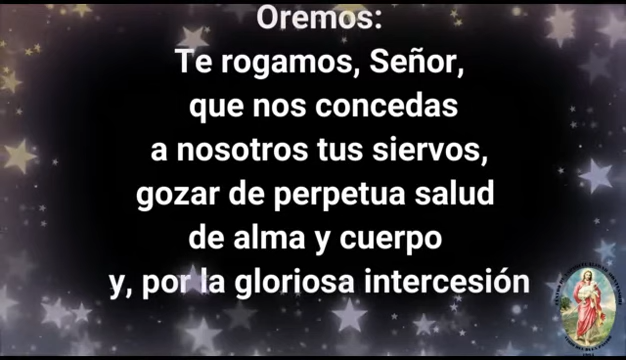 Oremos:
Te rogamos, Señor,
que nos concedas
a nosotros tus siervos,
gozar de perpetua salud
de alma y cuerpo
y, por la gloriosa intercesión